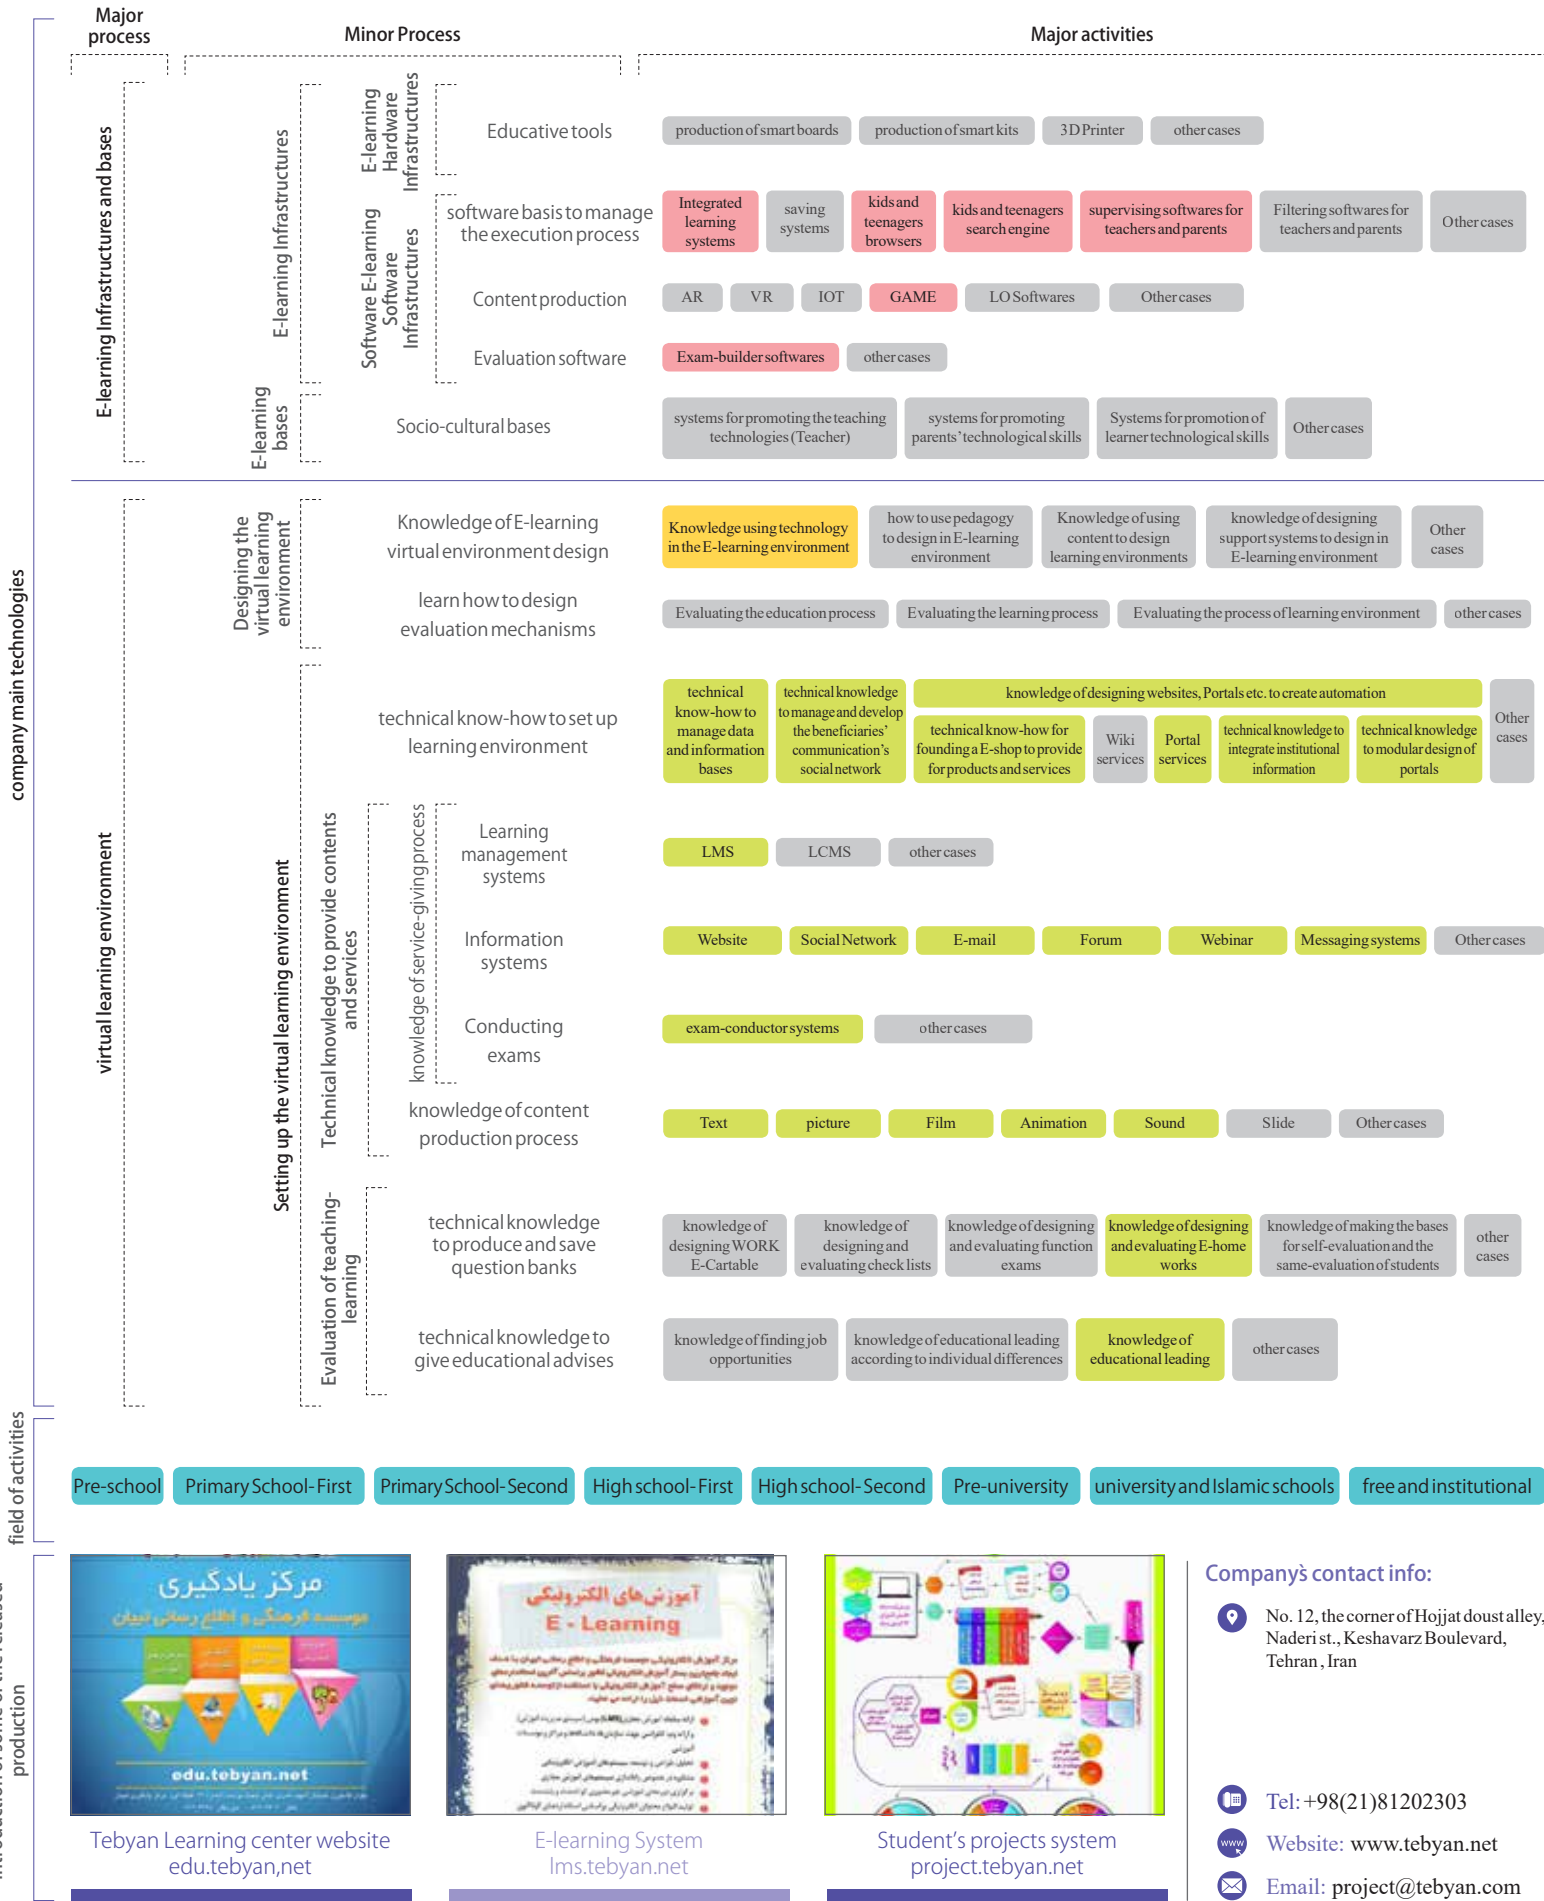 Major process
Minor Process
Major activities
company main technologies
E-learning Infrastructures and bases
E-learning Infrastructures
E-learning Hardware Infrastructures
Educative tools
production of smart boards
production of smart kits
3D Printer
other cases
Software E-learning Software Infrastructures
software basis to manage the execution process
Integrated learning systems
saving systems
kids and teenagers browsers
kids and teenagers search engine
supervising softwares for teachers and parents
Filtering softwares for teachers and parents
Other cases
Content production
AR
VR
IOT
GAME
LO Softwares
Other cases
Evaluation software
Exam-builder softwares
other cases
E-learning bases
Socio-cultural bases
systems for promoting the teaching technologies (Teacher)
systems for promoting parents' technological skills
Systems for promotion of learner technological skills
Other cases
virtual learning environment
Designing the virtual learning environment
Knowledge of E-learning virtual environment design
Knowledge using technology in the E-learning environment
how to use pedagogy to design in E-learning environment
Knowledge of using content to design learning environments
knowledge of designing support systems to design in E-learning environment
Other cases
learn how to design evaluation mechanisms
Evaluating the education process
Evaluating the learning process
Evaluating the process of learning environment
other cases
Setting up the virtual learning environment
technical know-how to set up learning environment
technical know-how to manage data and information bases
technical knowledge to manage and develop the beneficiaries' communication's social network
knowledge of designing websites, Portals etc. to create automation
technical know-how for founding a E-shop to provide for products and services
Wiki services
Portal services
technical knowledge to integrate institutional information
technical knowledge to modular design of portals
Other cases
Technical knowledge to provide contents and services
knowledge of service-giving process
Learning management systems
LMS
LCMS
other cases
Information systems
Website
Social Network
E-mail
Forum
Webinar
Messaging systems
Other cases
Conducting exams
exam-conductor systems
other cases
knowledge of content production process
Text
picture
Film
Animation
Sound
Slide
Other cases
Evaluation of teaching-learning
technical knowledge to produce and save question banks
knowledge of designing WORK E-Cartable
knowledge of designing and evaluating check lists
knowledge of designing and evaluating function exams
knowledge of designing and evaluating E-home works
knowledge of making the bases for self-evaluation and the same-evaluation of students
other cases
technical knowledge to give educational advises
knowledge of finding job opportunities
knowledge of educational leading according to individual differences
knowledge of educational leading
other cases
field of activities
Pre-school
Primary School-First
Primary School-Second
High school-First
High school-Second
Pre-university
university and Islamic schools
free and institutional
production
مرکز یادگیری
موسسه فرهنگی و اطلاع رسانی تبیان
edu.tebyan.net
Tebyan Learning center website
edu.tebyan,net
آموزش‌های الکترونیکی
E - Learning
E-learning System
lms.tebyan.net
Student's projects system
project.tebyan.net
Company's contact info:
No. 12, the corner of Hojjat doust alley,
Naderi st., Keshavarz Boulevard,
Tehran , Iran
Tel: +98(21)81202303
www
Website: www.tebyan.net
Email: project@tebyan.com